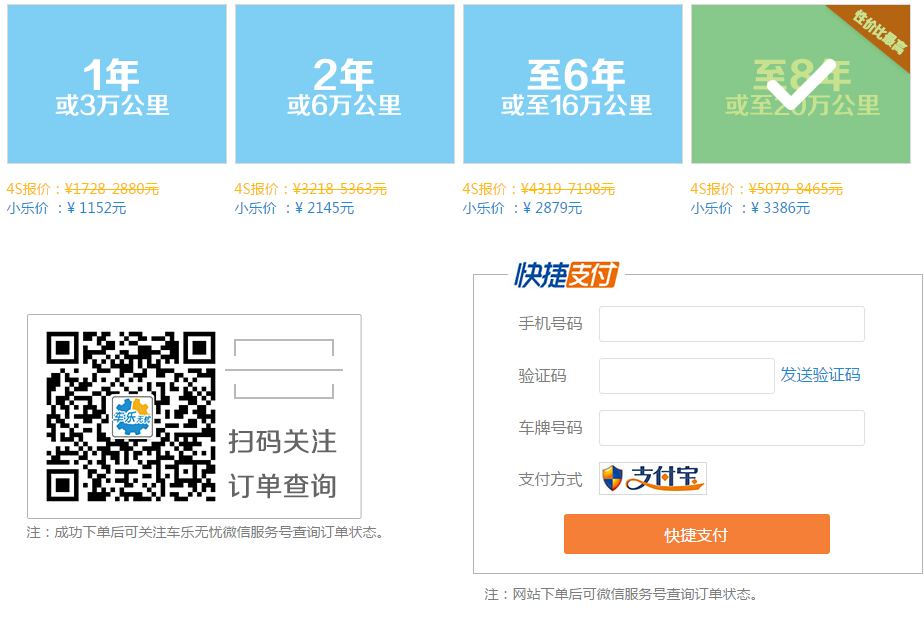 1年
或3万公里
2年
或6万公里
至6年
或至16万公里
至8年
或至20万公里
性价比最高
4S报价：¥1728-2880元
小乐价 ：¥ 1152元
4S报价：¥3218-5363元
小乐价 ：¥ 2145元
4S报价：¥4319-7198元
小乐价 ：¥ 2879元
4S报价：¥5079-8465元
小乐价 ：¥ 3386元
车乐无忧
扫码关注
订单查询
注：成功下单后可关注车乐无忧微信服务号查询订单状态。
快捷支付
手机号码
验证码
发送验证码
车牌号码
支付方式
支付宝
快捷支付
注：网站下单后可微信服务号查询订单状态。